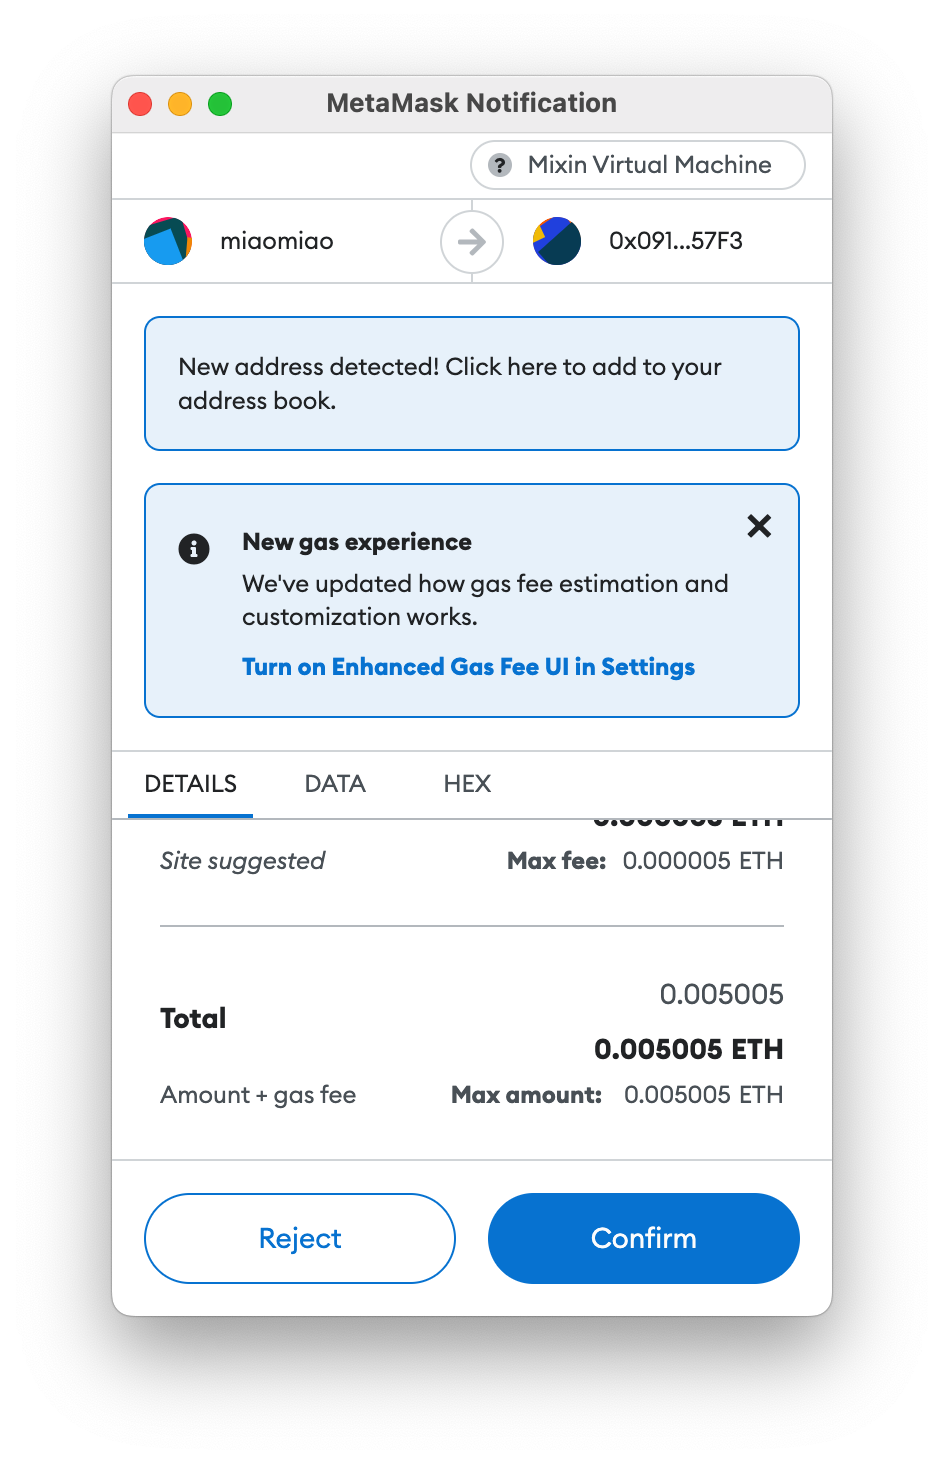 MetaMask Notification
? Mixin Virtual Machine
miaomiao
0x091...57F3
New address detected! Click here to add to your
address book.
New gas experience
We've updated how gas fee estimation and
customization works.
Turn on Enhanced Gas Fee UI in Settings
DETAILS DATA HEX
Site suggested
Max fee: 0.000005 ETH
0.005005
Total
0.005005 ETH
Amount + gas fee
Max amount: 0.005005 ETH
Reject
Confirm